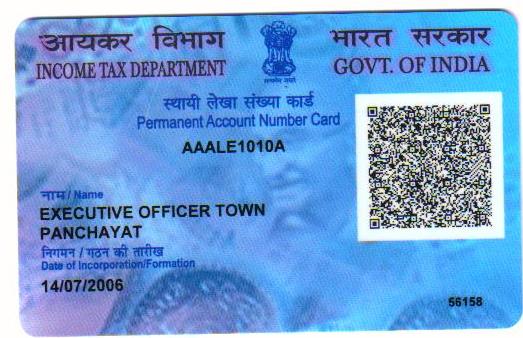 आयकर विभाग
भारत सरकार
INCOME TAX DEPARTMENT
GOVT. OF INDIA
सत्यमेव जयते
स्थायी लेखा संख्या कार्ड
Permanent Account Number Card
AAALE1010A
नाम / Name
EXECUTIVE OFFICER TOWN
PANCHAYAT
निगमन / गठन की तारीख
Date of Incorporation/Formation
14/07/2006
56158